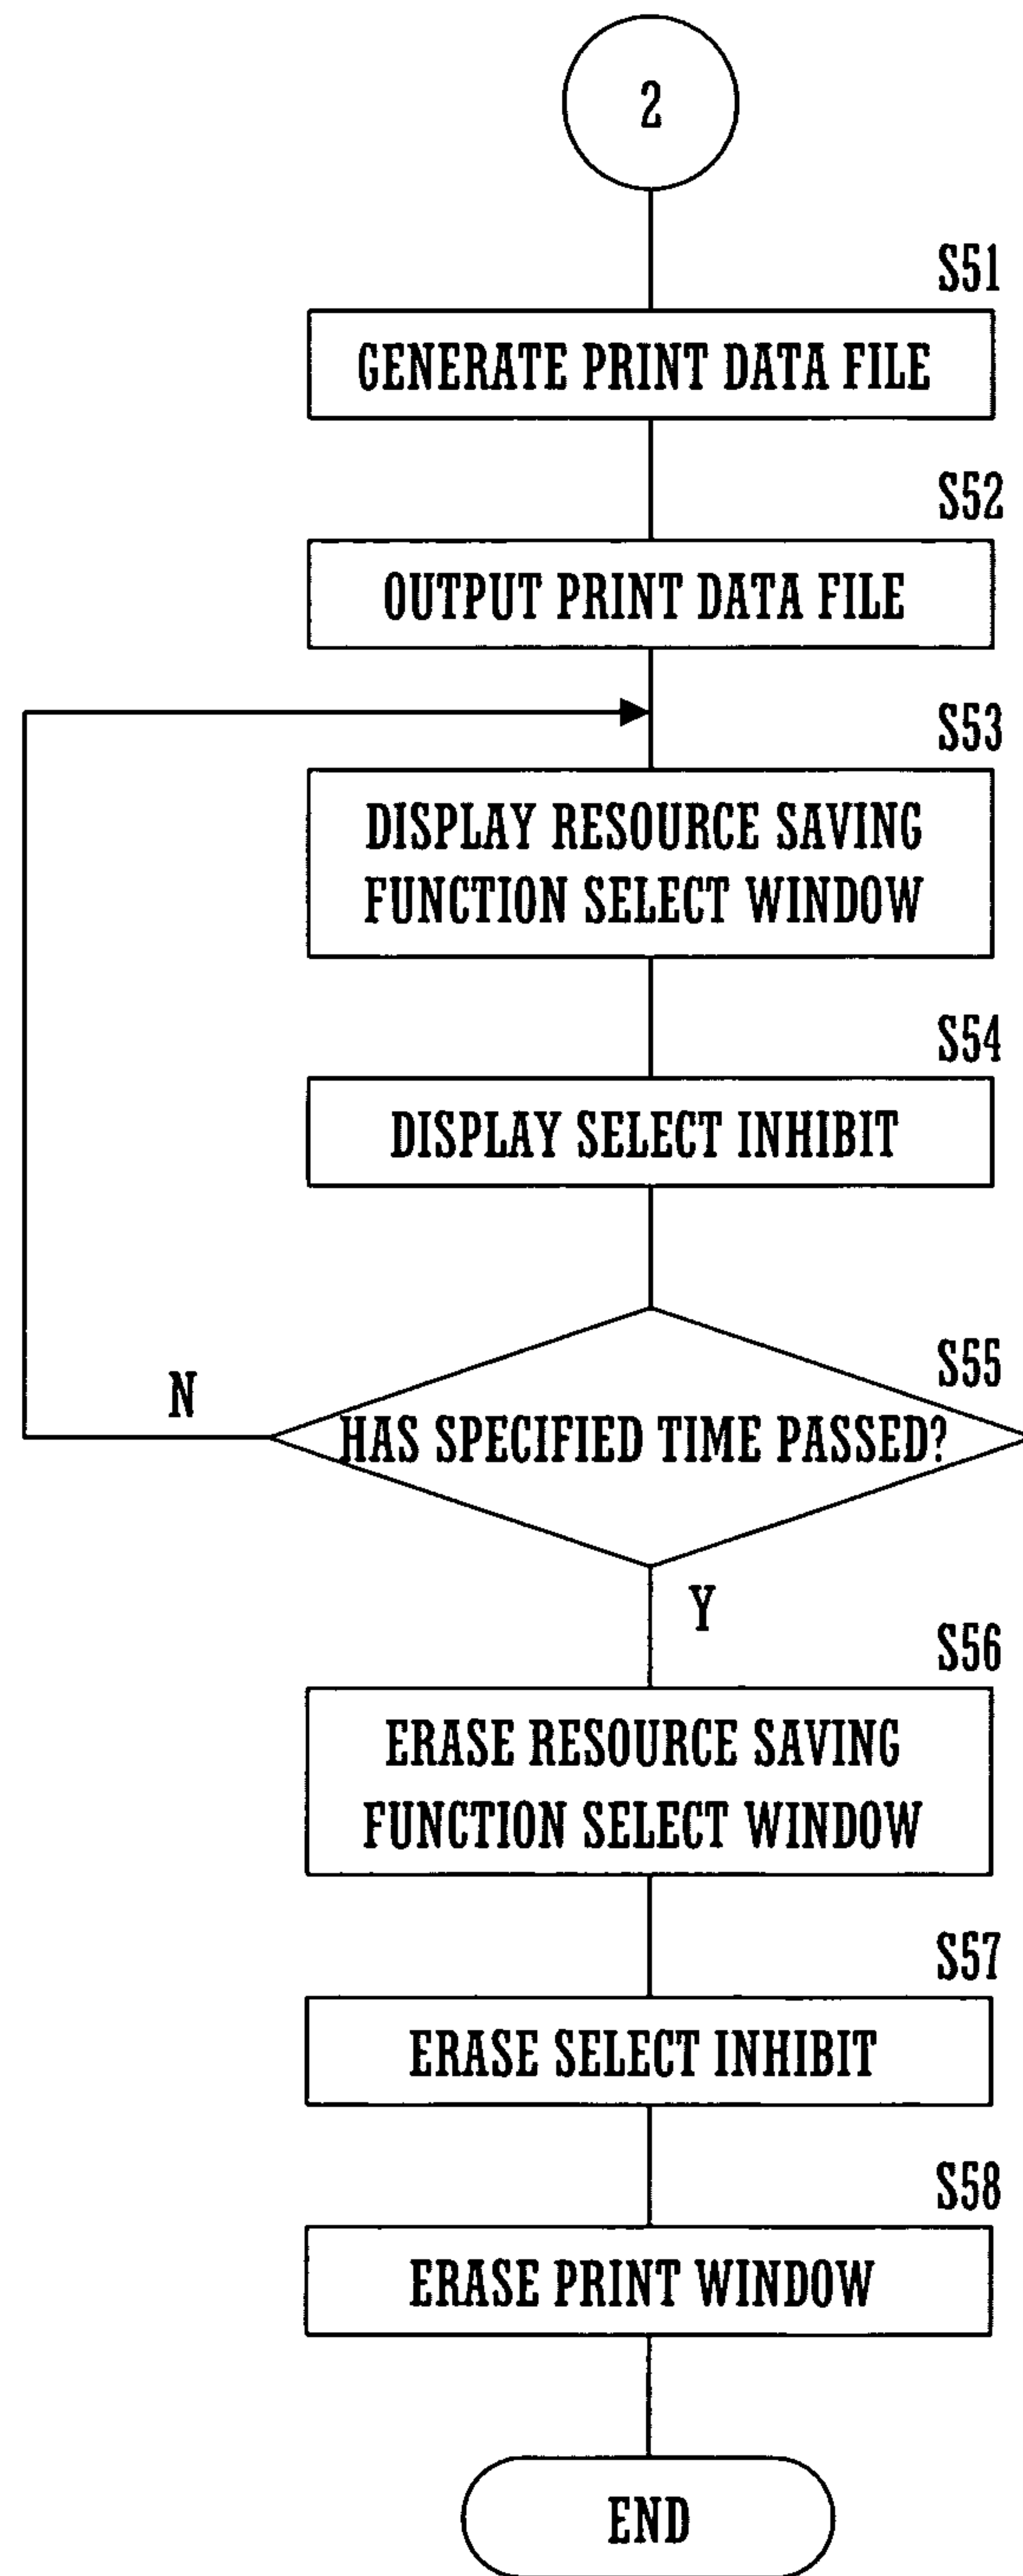 2
S51
GENERATE PRINT DATA FILE
S52
OUTPUT PRINT DATA FILE
S53
DISPLAY RESOURCE SAVING
FUNCTION SELECT WINDOW
S54
DISPLAY SELECT INHIBIT
S55
N
HAS SPECIFIED TIME PASSED?
Y
S56
ERASE RESOURCE SAVING
FUNCTION SELECT WINDOW
S57
ERASE SELECT INHIBIT
S58
ERASE PRINT WINDOW
END